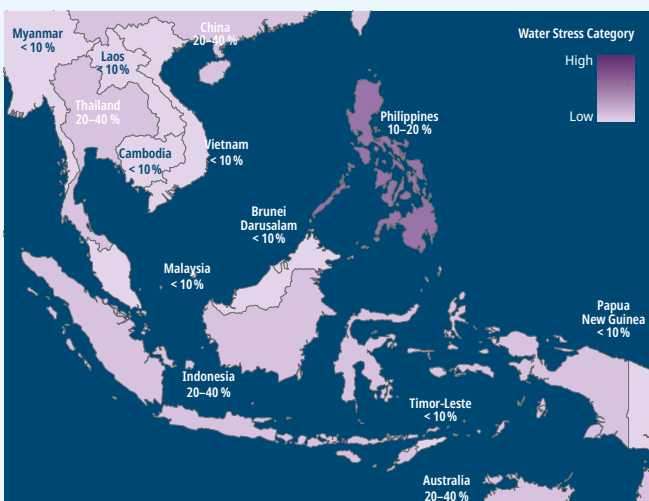 China
20–40 %
Myanmar
< 10 %
Water Stress Category
High
Low
Laos
< 10 %
Thailand
20–40 %
Philippines
10–20 %
Cambodia
< 10 %
Vietnam
< 10 %
Brunei
Darusalam
< 10 %
Malaysia
< 10 %
Papua
New Guinea
< 10 %
Indonesia
20–40 %
Timor-Leste
< 10 %
Australia
20–40 %